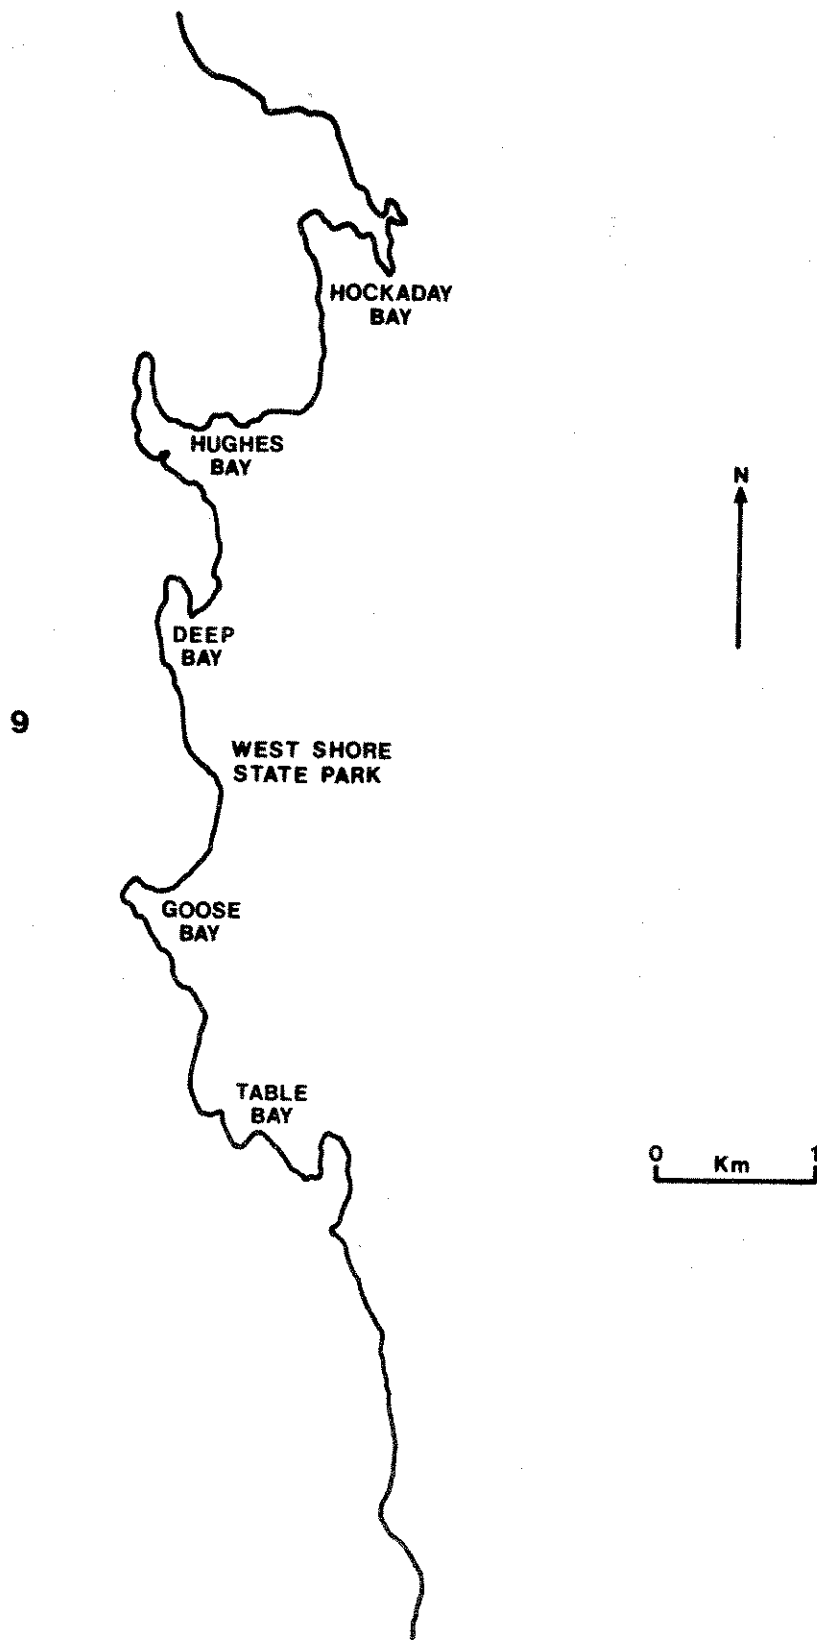 HOCKADAY
BAY
HUGHES
BAY
N
DEEP
BAY
9
WEST SHORE
STATE PARK
GOOSE
BAY
TABLE
BAY
0 Km 1